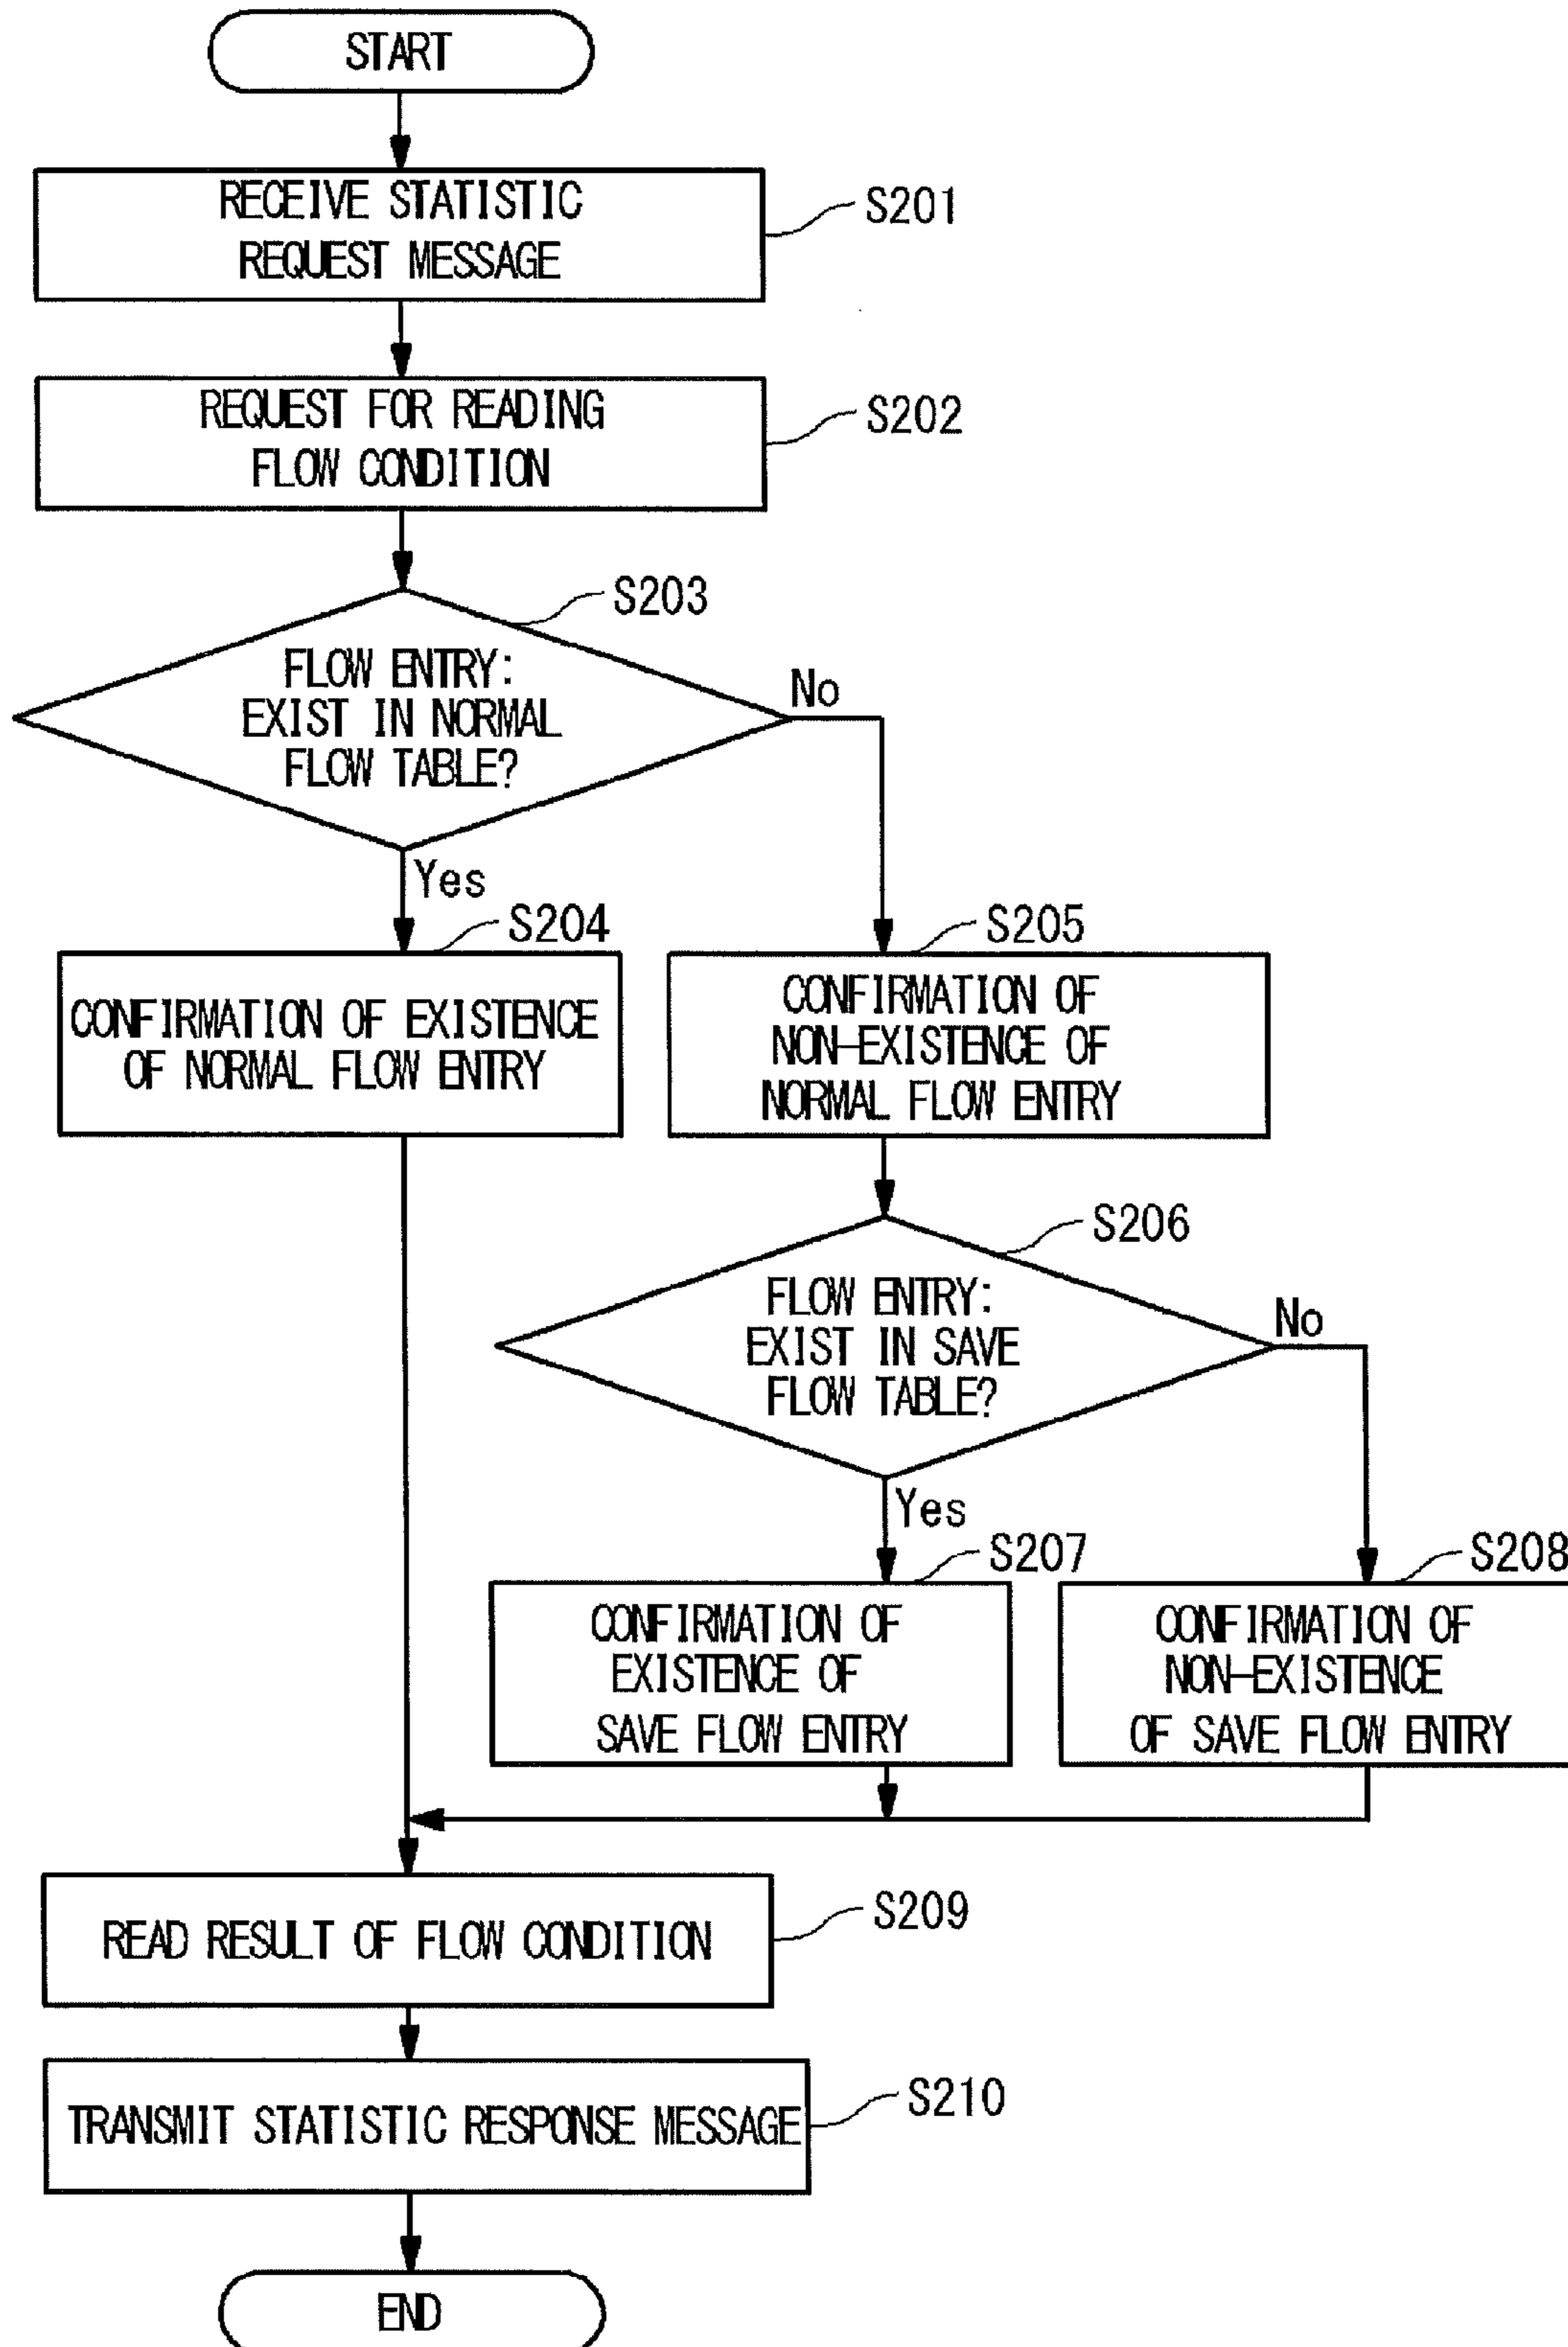 START
RECEIVE STATISTIC
REQUEST MESSAGE
S201
REQUEST FOR READING
FLOW CONDITION
S202
S203
FLOW ENTRY:
EXIST IN NORMAL
FLOW TABLE?
No
Yes
S204
CONFIRMATION OF EXISTENCE
OF NORMAL FLOW ENTRY
S205
CONFIRMATION OF
NON-EXISTENCE OF
NORMAL FLOW ENTRY
S206
FLOW ENTRY:
EXIST IN SAVE
FLOW TABLE?
No
Yes
S207
CONFIRMATION OF
EXISTENCE OF
SAVE FLOW ENTRY
S208
CONFIRMATION OF
NON-EXISTENCE
OF SAVE FLOW ENTRY
READ RESULT OF FLOW CONDITION
S209
TRANSMIT STATISTIC RESPONSE MESSAGE
S210
END